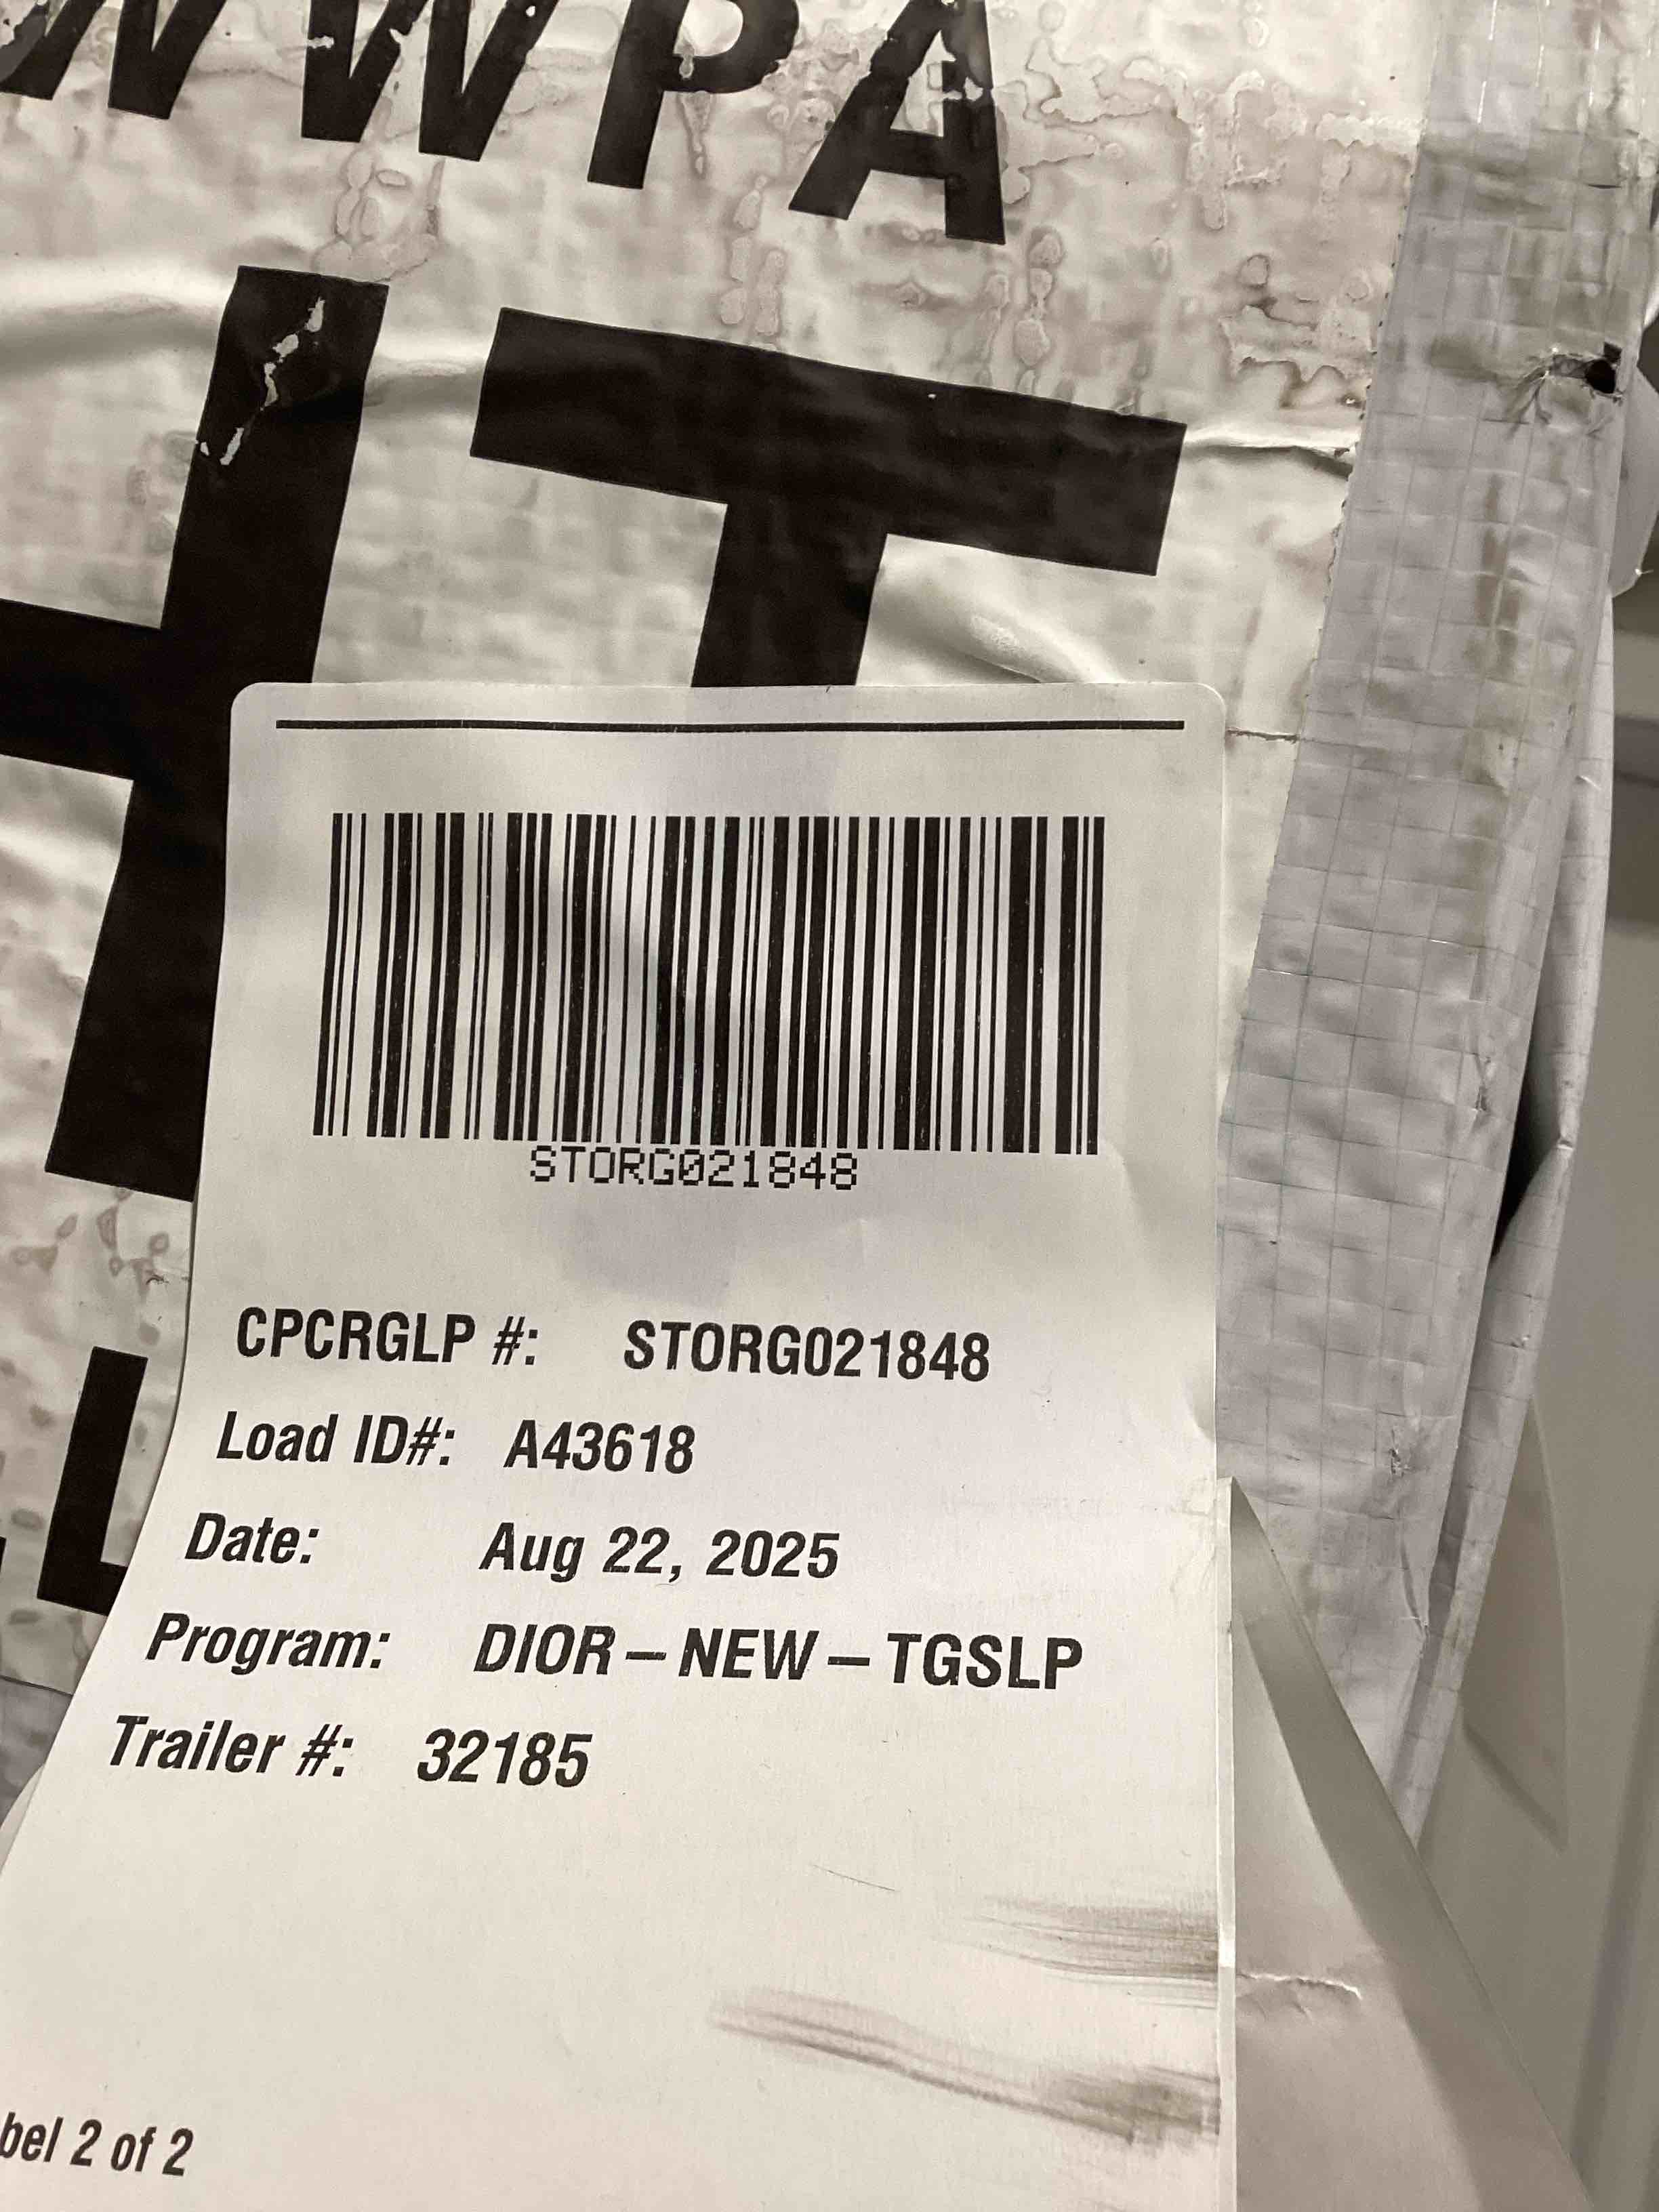 WWPA
HT
STORG021848
CPCRGLP #: STORG021848
Load ID#: A43618
Date: Aug 22, 2025
Program: DIOR – NEW – TGSLP
Trailer #: 32185
bel 2 of 2